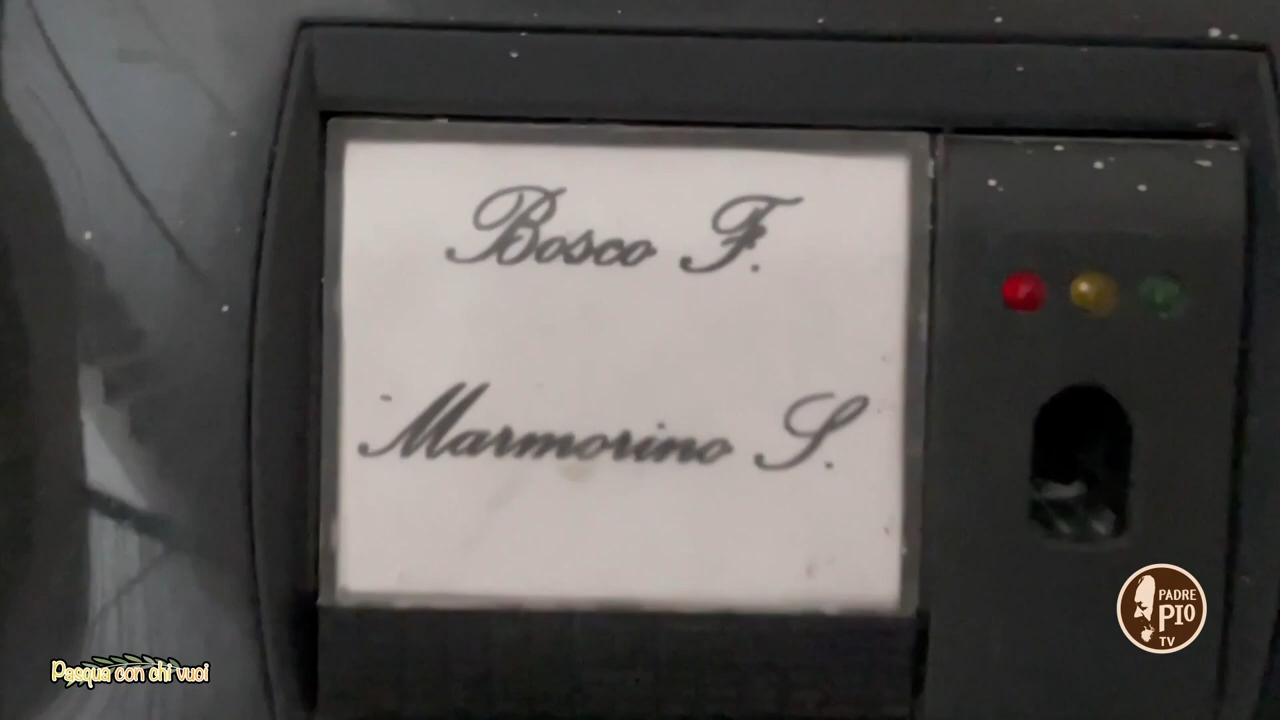 Bosco F.
Marmorino S.
PADRE
PIO
TV
Pasqua con chi vuoi